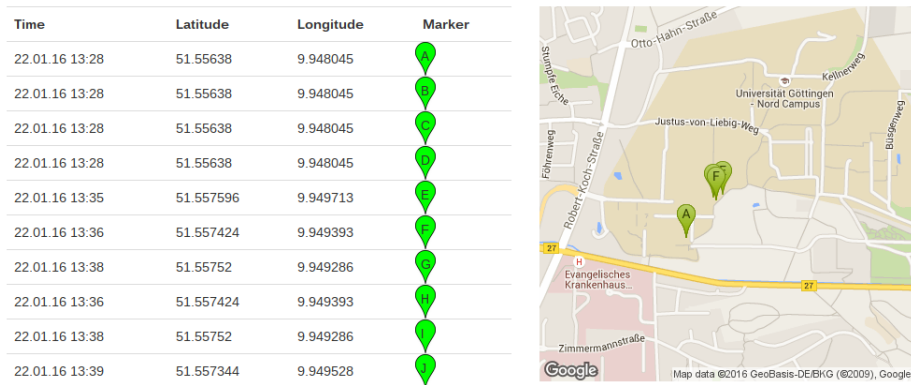 Time Latitude Longitude Marker
22.01.16 13:28 51.55638 9.948045 A
22.01.16 13:28 51.55638 9.948045 B
22.01.16 13:28 51.55638 9.948045 C
22.01.16 13:28 51.55638 9.948045 D
22.01.16 13:35 51.557596 9.949713 E
22.01.16 13:36 51.557424 9.949393 F
22.01.16 13:38 51.55752 9.949286 G
22.01.16 13:36 51.557424 9.949393 H
22.01.16 13:38 51.55752 9.949286 I
22.01.16 13:39 51.557344 9.949528 J
Otto-Hahn-Straße
Stumpfe Eiche
Kellnerweg
Universität Göttingen
- Nord Campus
Justus-von-Liebig-Weg
Büsgenweg
Föhrenweg
Robert-Koch-Straße
F
A
27
H
Evangelisches
Krankenhaus...
27
Zimmermannstraße
Google
Map data ©2016 GeoBasis-DE/BKG (©2009), Google